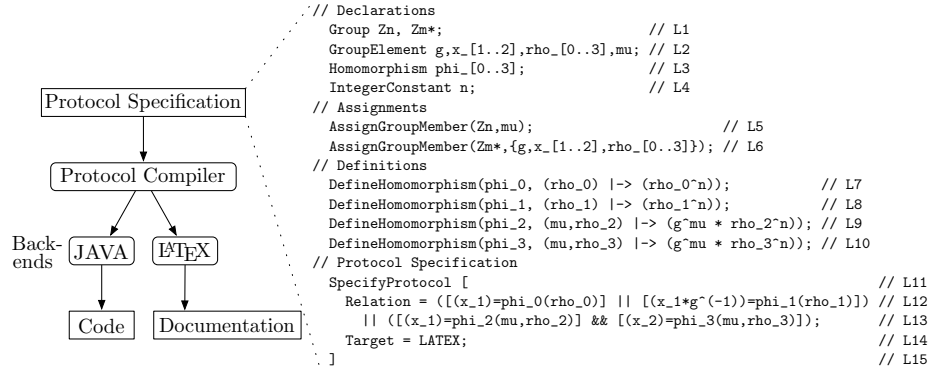 Protocol Specification
Protocol Compiler
Back-
ends
JAVA
LATEX
Code
Documentation
// Declarations
Group Zn, Zm*; // L1
GroupElement g,x_[1..2],rho_[0..3],mu; // L2
Homomorphism phi_[0..3]; // L3
IntegerConstant n; // L4
// Assignments
AssignGroupMember(Zn,mu); // L5
AssignGroupMember(Zm*,{g,x_[1..2],rho_[0..3]}); // L6
// Definitions
DefineHomomorphism(phi_0, (rho_0) |-> (rho_0^n)); // L7
DefineHomomorphism(phi_1, (rho_1) |-> (rho_1^n)); // L8
DefineHomomorphism(phi_2, (mu,rho_2) |-> (g^mu * rho_2^n)); // L9
DefineHomomorphism(phi_3, (mu,rho_3) |-> (g^mu * rho_3^n)); // L10
// Protocol Specification
SpecifyProtocol [ // L11
Relation = ([(x_1)=phi_0(rho_0)] || [(x_1*g^(-1))=phi_1(rho_1)]) // L12
|| ([(x_1)=phi_2(mu,rho_2)] && [(x_2)=phi_3(mu,rho_3)]); // L13
Target = LATEX; // L14
] // L15